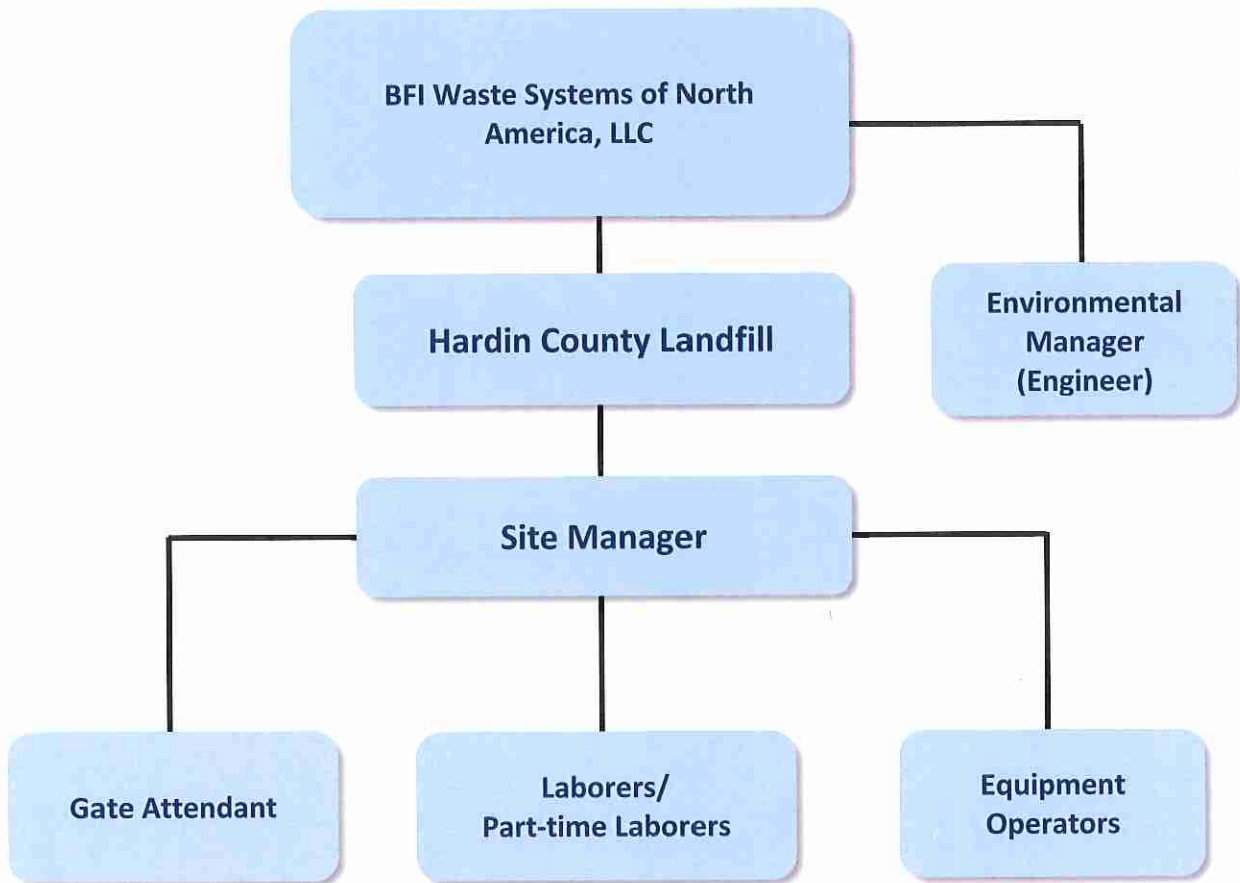 BFI Waste Systems of North
America, LLC
Hardin County Landfill
Environmental
Manager
(Engineer)
Site Manager
Gate Attendant
Laborers/
Part-time Laborers
Equipment
Operators